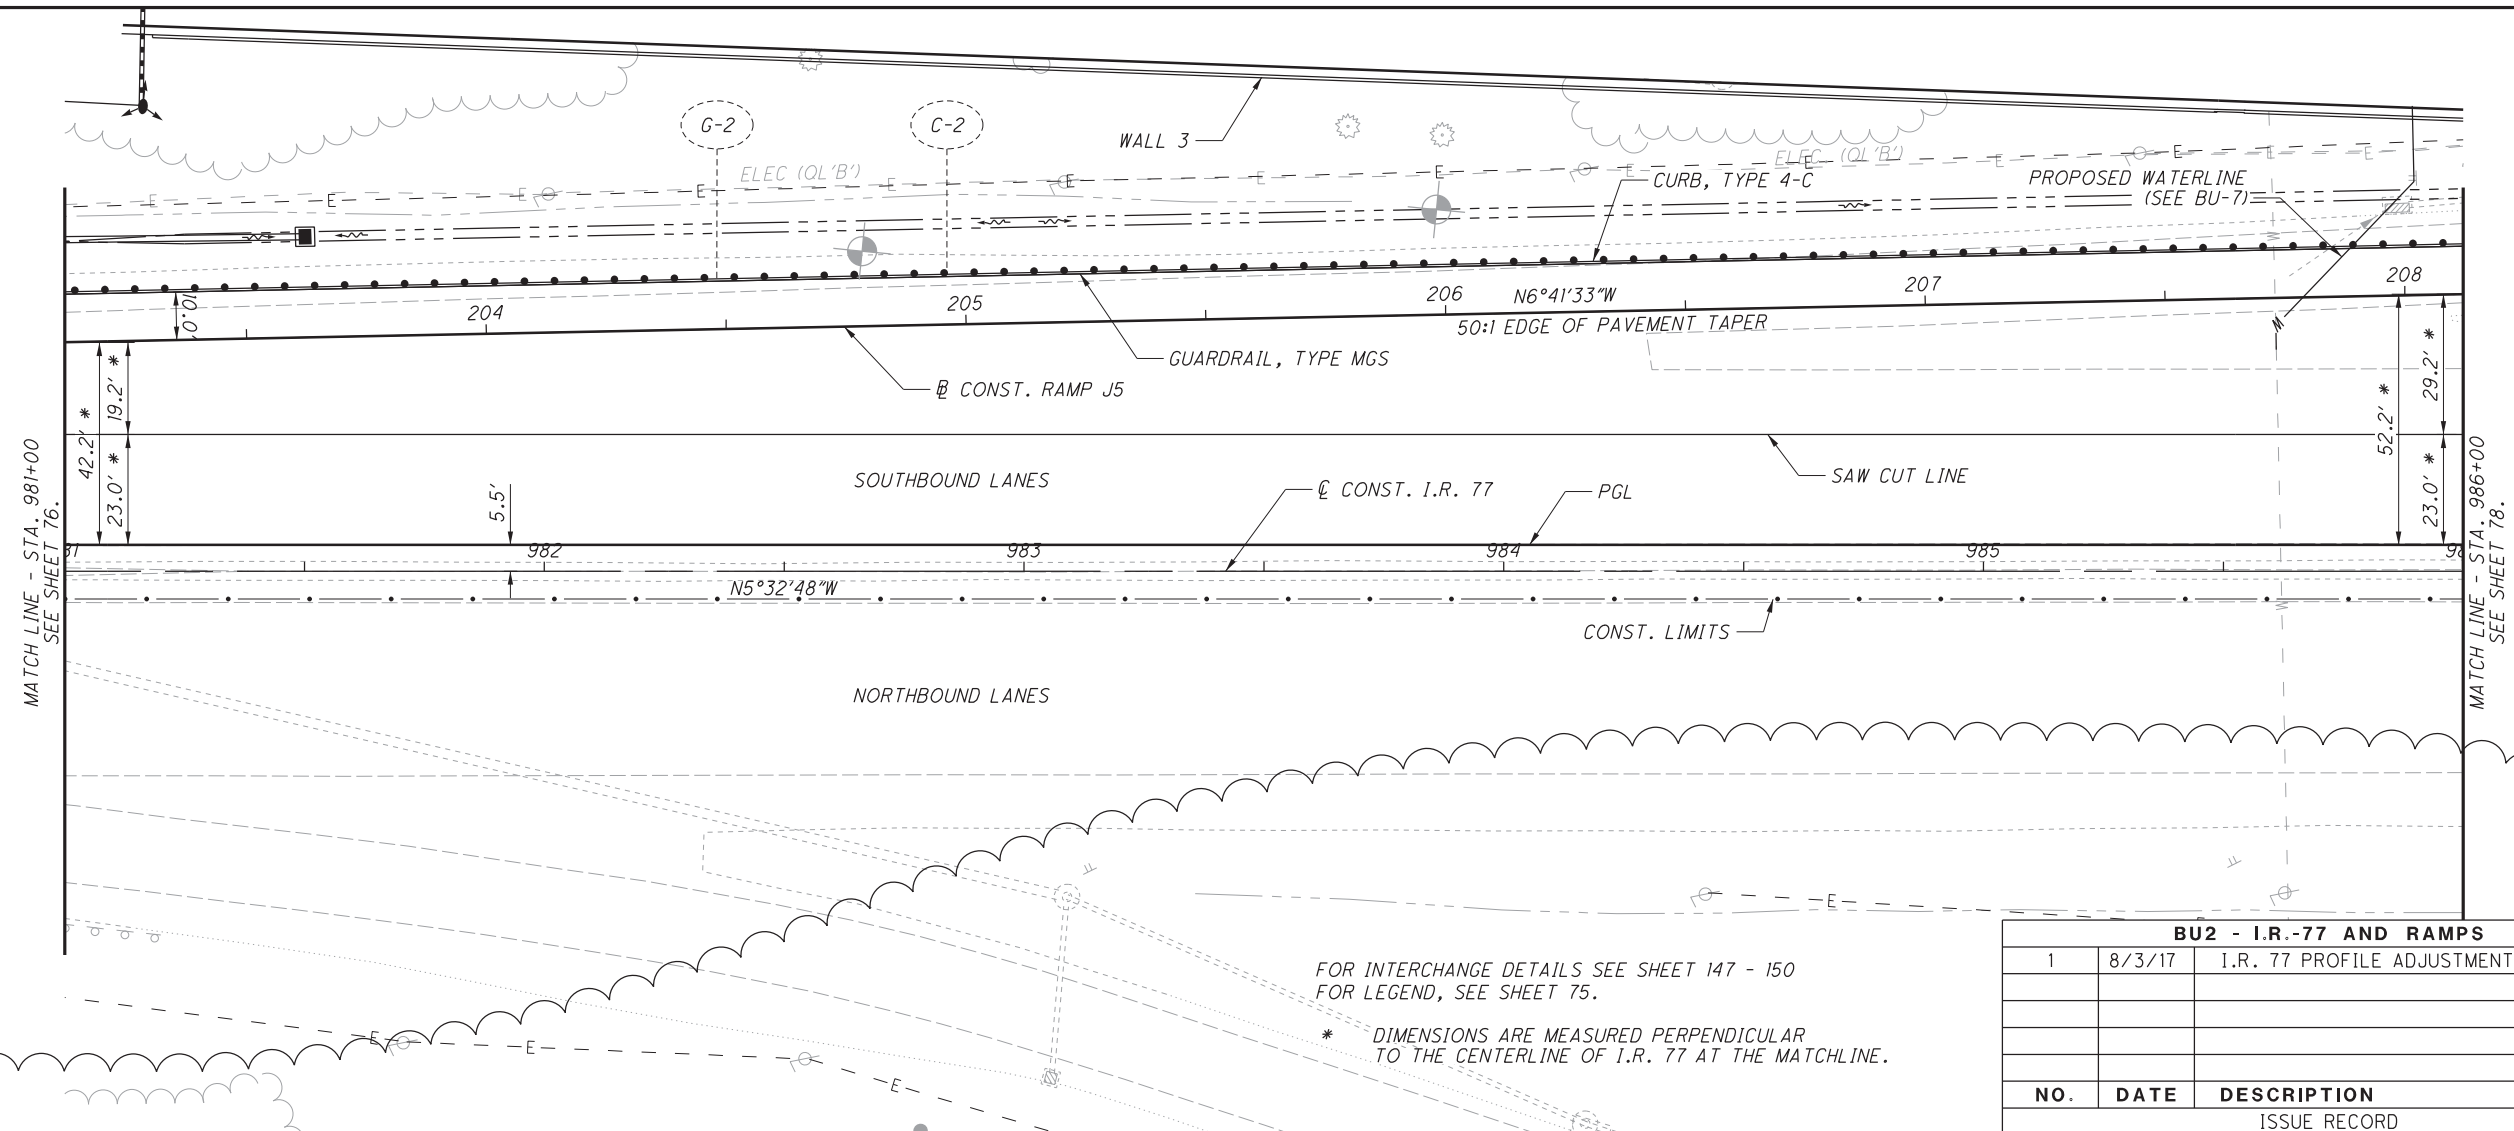 G-2
C-2
WALL 3
ELEC (QL'B')
ELEC (QL'B')
E E E E E E E E E E E E E E E
CURB, TYPE 4-C
PROPOSED WATERLINE
(SEE BU-7)
10.0'
204
205
206
N6°41'33"W
207
208
50:1 EDGE OF PAVEMENT TAPER
GUARDRAIL, TYPE MGS
CONST. RAMP J5
W
19.2' *
42.2' *
23.0' *
29.2' *
52.2' *
23.0' *
MATCH LINE - STA. 981+00
SEE SHEET 76.
MATCH LINE - STA. 986+00
SEE SHEET 78.
SOUTHBOUND LANES
5.5'
℄ CONST. I.R. 77
PGL
SAW CUT LINE
982
983
984
985
N5°32'48"W
CONST. LIMITS
NORTHBOUND LANES
E
E
E
E
FOR INTERCHANGE DETAILS SEE SHEET 147 - 150
FOR LEGEND, SEE SHEET 75.
* DIMENSIONS ARE MEASURED PERPENDICULAR
TO THE CENTERLINE OF I.R. 77 AT THE MATCHLINE.
BU2 - I.R.-77 AND RAMPS
1 8/3/17 I.R. 77 PROFILE ADJUSTMENT
NO. DATE DESCRIPTION
ISSUE RECORD